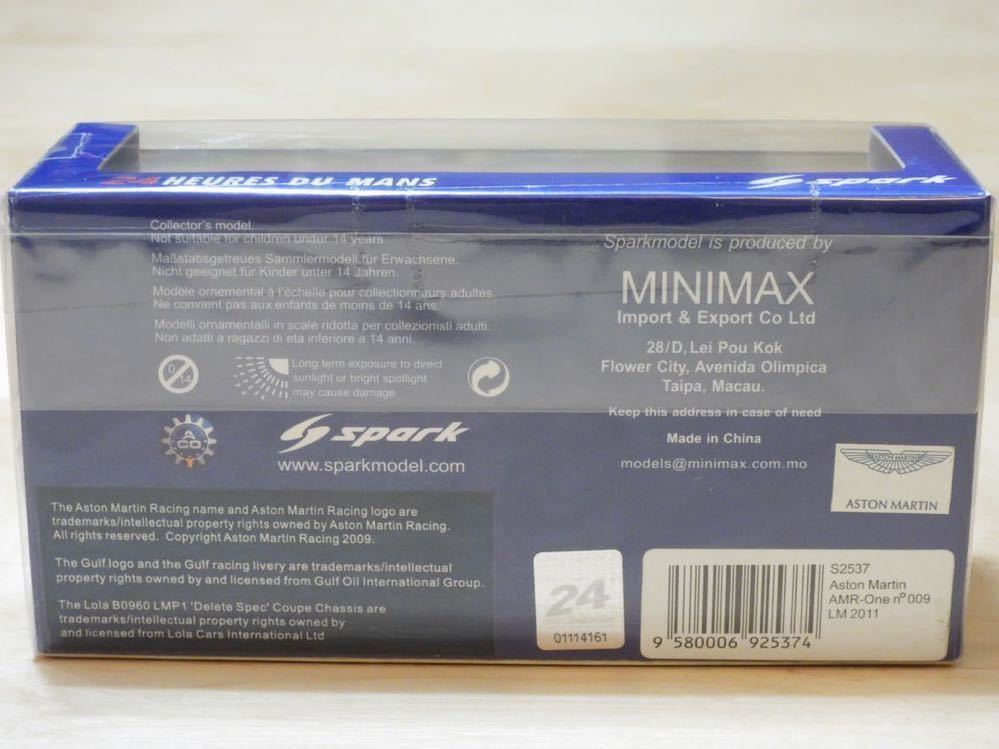 24 HEURES DU MANS
spark
Collector's model.
Not suitable for children under 14 years
Maßstabsgetreues Sammlermodell, für Erwachsene.
Nicht geeignet für Kinder unter 14 Jahren.
Modèle ornemental à l'échelle pour collectionneurs adultes.
Ne convient pas aux enfants de moins de 14 ans.
Modelli ornamentalli in scale ridotta per collezionisti adulti.
Non adatti a ragazzi di eta inferiore a 14 anni.
0/14
Long term exposure to direct
sunlight or bright spotlight
may cause damage
Sparkmodel is produced by
MINIMAX
Import & Export Co Ltd
28/D, Lei Pou Kok
Flower City, Avenida Olimpica
Taipa, Macau.
Keep this address in case of need
Made in China
models@minimax.com.mo
ACO
spark
www.sparkmodel.com
ASTON MARTIN
ASTON MARTIN
The Aston Martin Racing name and Aston Martin Racing logo are
trademarks/intellectual property rights owned by Aston Martin Racing.
All rights reserved. Copyright Aston Martin Racing 2009.
The Gulf logo and the Gulf racing livery are trademarks/intellectual
property rights owned by and licensed from Gulf Oil International Group.
The Lola B0960 LMP1 'Delete Spec' Coupe Chassis are
trademarks/intellectual property rights owned by
and licensed from Lola Cars International Ltd
24
01114161
S2537
Aston Martin
AMR-One nº 009
LM 2011
9 580006 925374